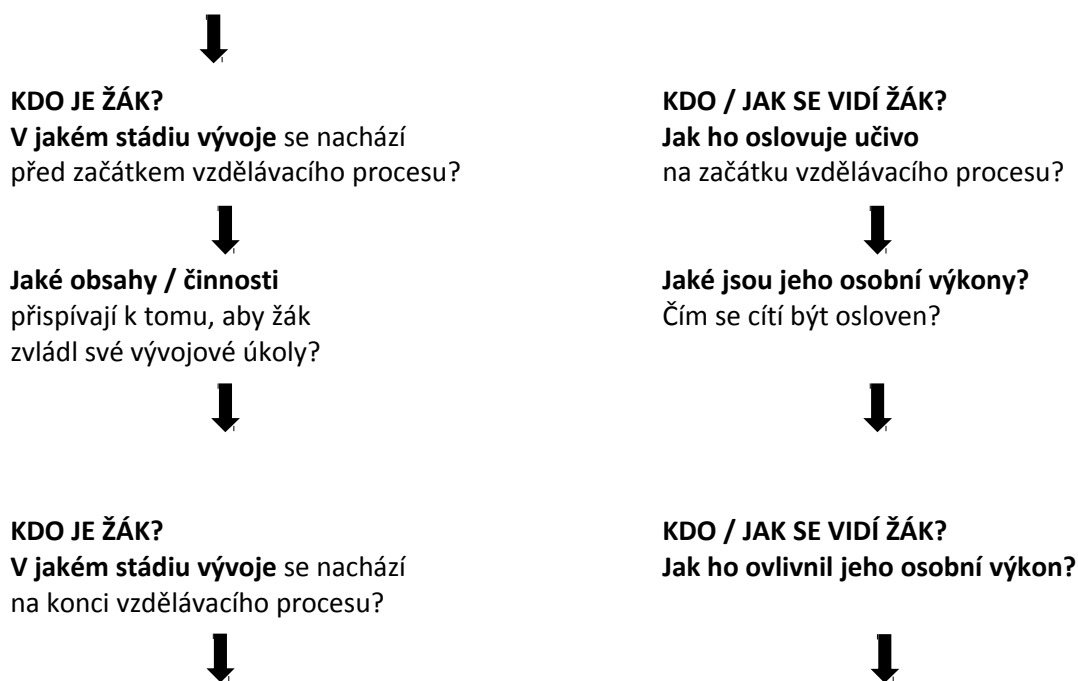 KDO JE ŽÁK?
V jakém stádiu vývoje se nachází
před začátkem vzdělávacího procesu?
KDO / JAK SE VIDÍ ŽÁK?
Jak ho oslovuje učivo
na začátku vzdělávacího procesu?
Jaké obsahy / činnosti
přispívají k tomu, aby žák
zvládl své vývojové úkoly?
Jaké jsou jeho osobní výkony?
Čím se cítí být osloven?
KDO JE ŽÁK?
V jakém stádiu vývoje se nachází
na konci vzdělávacího procesu?
KDO / JAK SE VIDÍ ŽÁK?
Jak ho ovlivnil jeho osobní výkon?